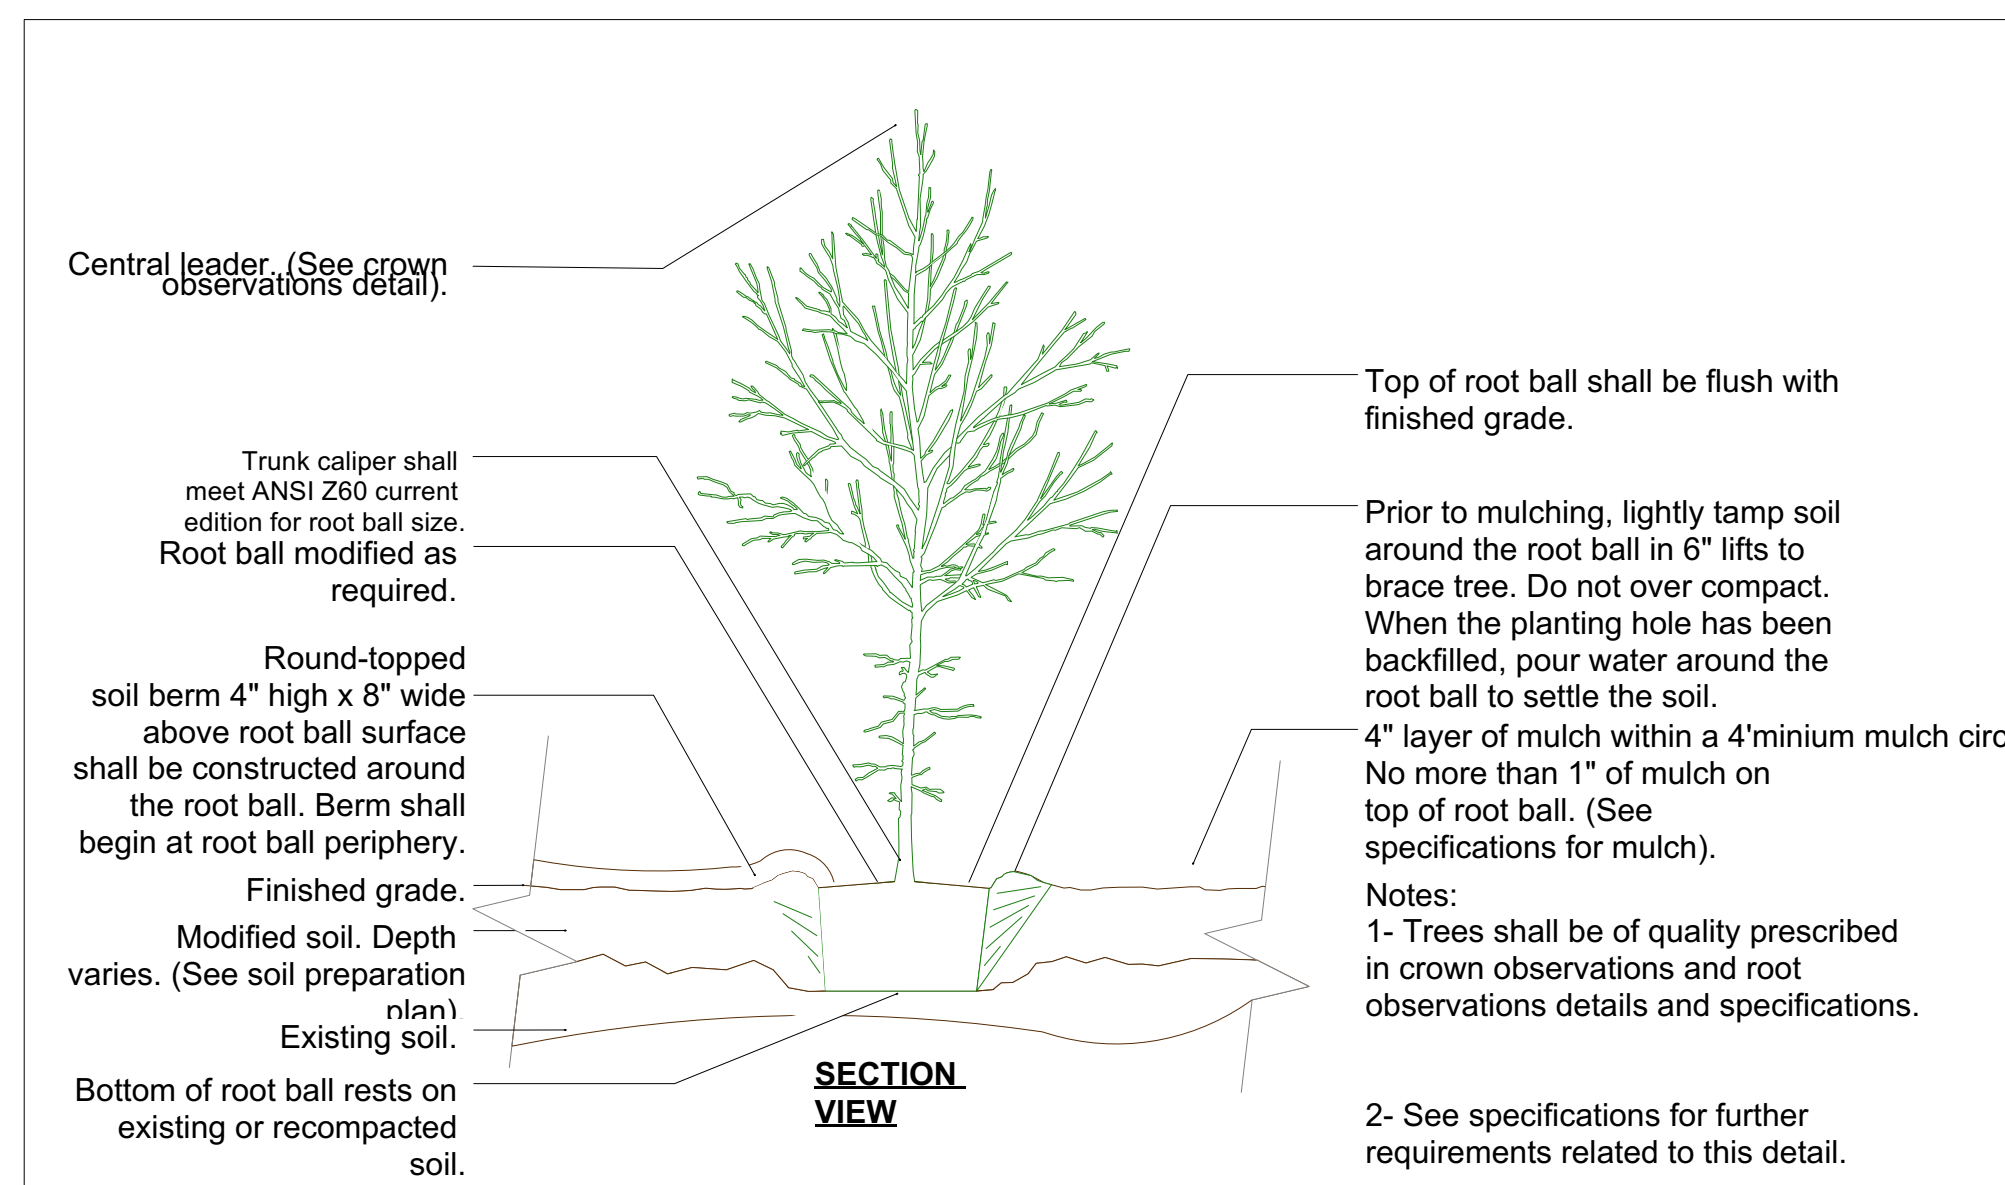 Central leader. (See crown
observations detail).
Trunk caliper shall
meet ANSI Z60 current
edition for root ball size.
Root ball modified as
required.
Round-topped
soil berm 4" high x 8" wide
above root ball surface
shall be constructed around
the root ball. Berm shall
begin at root ball periphery.
Finished grade.
Modified soil. Depth
varies. (See soil preparation
plan).
Existing soil.
Bottom of root ball rests on
existing or recompacted
soil.
SECTION
VIEW
Top of root ball shall be flush with
finished grade.
Prior to mulching, lightly tamp soil
around the root ball in 6" lifts to
brace tree. Do not over compact.
When the planting hole has been
backfilled, pour water around the
root ball to settle the soil.
4" layer of mulch within a 4'minium mulch circ
No more than 1" of mulch on
top of root ball. (See
specifications for mulch).
Notes:
1- Trees shall be of quality prescribed
in crown observations and root
observations details and specifications.
2- See specifications for further
requirements related to this detail.